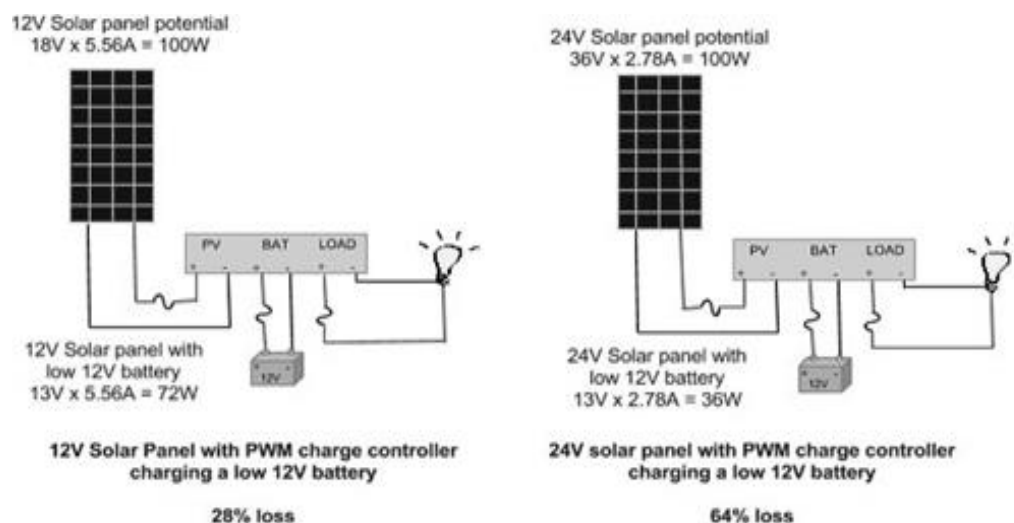 12V Solar panel potential
18V x 5.56A = 100W
PV BAT LOAD
+ - + - + -
+ -
12V
12V Solar panel with
low 12V battery
13V x 5.56A = 72W
12V Solar Panel with PWM charge controller
charging a low 12V battery
28% loss
24V Solar panel potential
36V x 2.78A = 100W
PV BAT LOAD
+ - + - + -
+ -
12V
24V Solar panel with
low 12V battery
13V x 2.78A = 36W
24V solar panel with PWM charge controller
charging a low 12V battery
64% loss